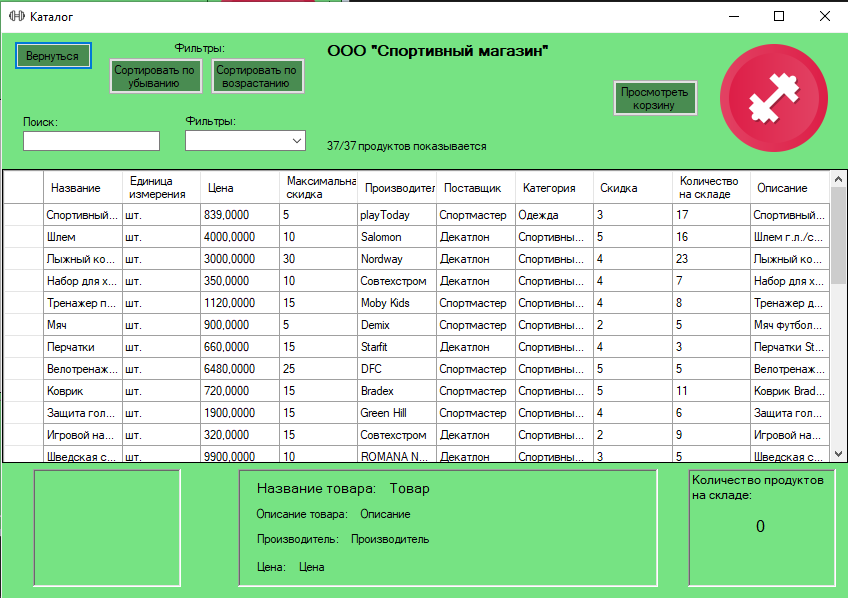 Каталог
Вернуться
Фильтры:
Сортировать по убыванию
Сортировать по возрастанию
ООО "Спортивный магазин"
Просмотреть корзину
Поиск:
Фильтры:
37/37 продуктов показывается
Название Единица измерения Цена Максимальна скидка Производител Поставщик Категория Скидка Количество на складе Описание
Спортивный... шт. 839,0000 5 playToday Спортмастер Одежда 3 17 Спортивный...
Шлем шт. 4000,0000 10 Salomon Декатлон Спортивны... 5 16 Шлем г.л./с...
Лыжный ко... шт. 3000,0000 30 Nordway Декатлон Спортивны... 4 23 Лыжный ко...
Набор для х... шт. 350,0000 10 Совтехстром Декатлон Спортивны... 4 7 Набор для х...
Тренажер п... шт. 1120,0000 15 Moby Kids Спортмастер Спортивны... 4 8 Тренажер д...
Мяч шт. 900,0000 5 Demix Спортмастер Спортивны... 2 5 Мяч футбол...
Перчатки шт. 660,0000 15 Starfit Декатлон Спортивны... 4 3 Перчатки St...
Велотренаж... шт. 6480,0000 25 DFC Спортмастер Спортивны... 5 5 Велотренаж...
Коврик шт. 720,0000 15 Bradex Спортмастер Спортивны... 5 11 Коврик Brad...
Защита гол... шт. 1900,0000 15 Green Hill Спортмастер Спортивны... 4 6 Защита гол...
Игровой на... шт. 320,0000 15 Совтехстром Декатлон Спортивны... 2 9 Игровой на...
Шведская с... шт. 9900,0000 10 ROMANA N... Декатлон Спортивны... 3 5 Шведская с...
Название товара: Товар
Описание товара: Описание
Производитель: Производитель
Цена: Цена
Количество продуктов
на складе:
0